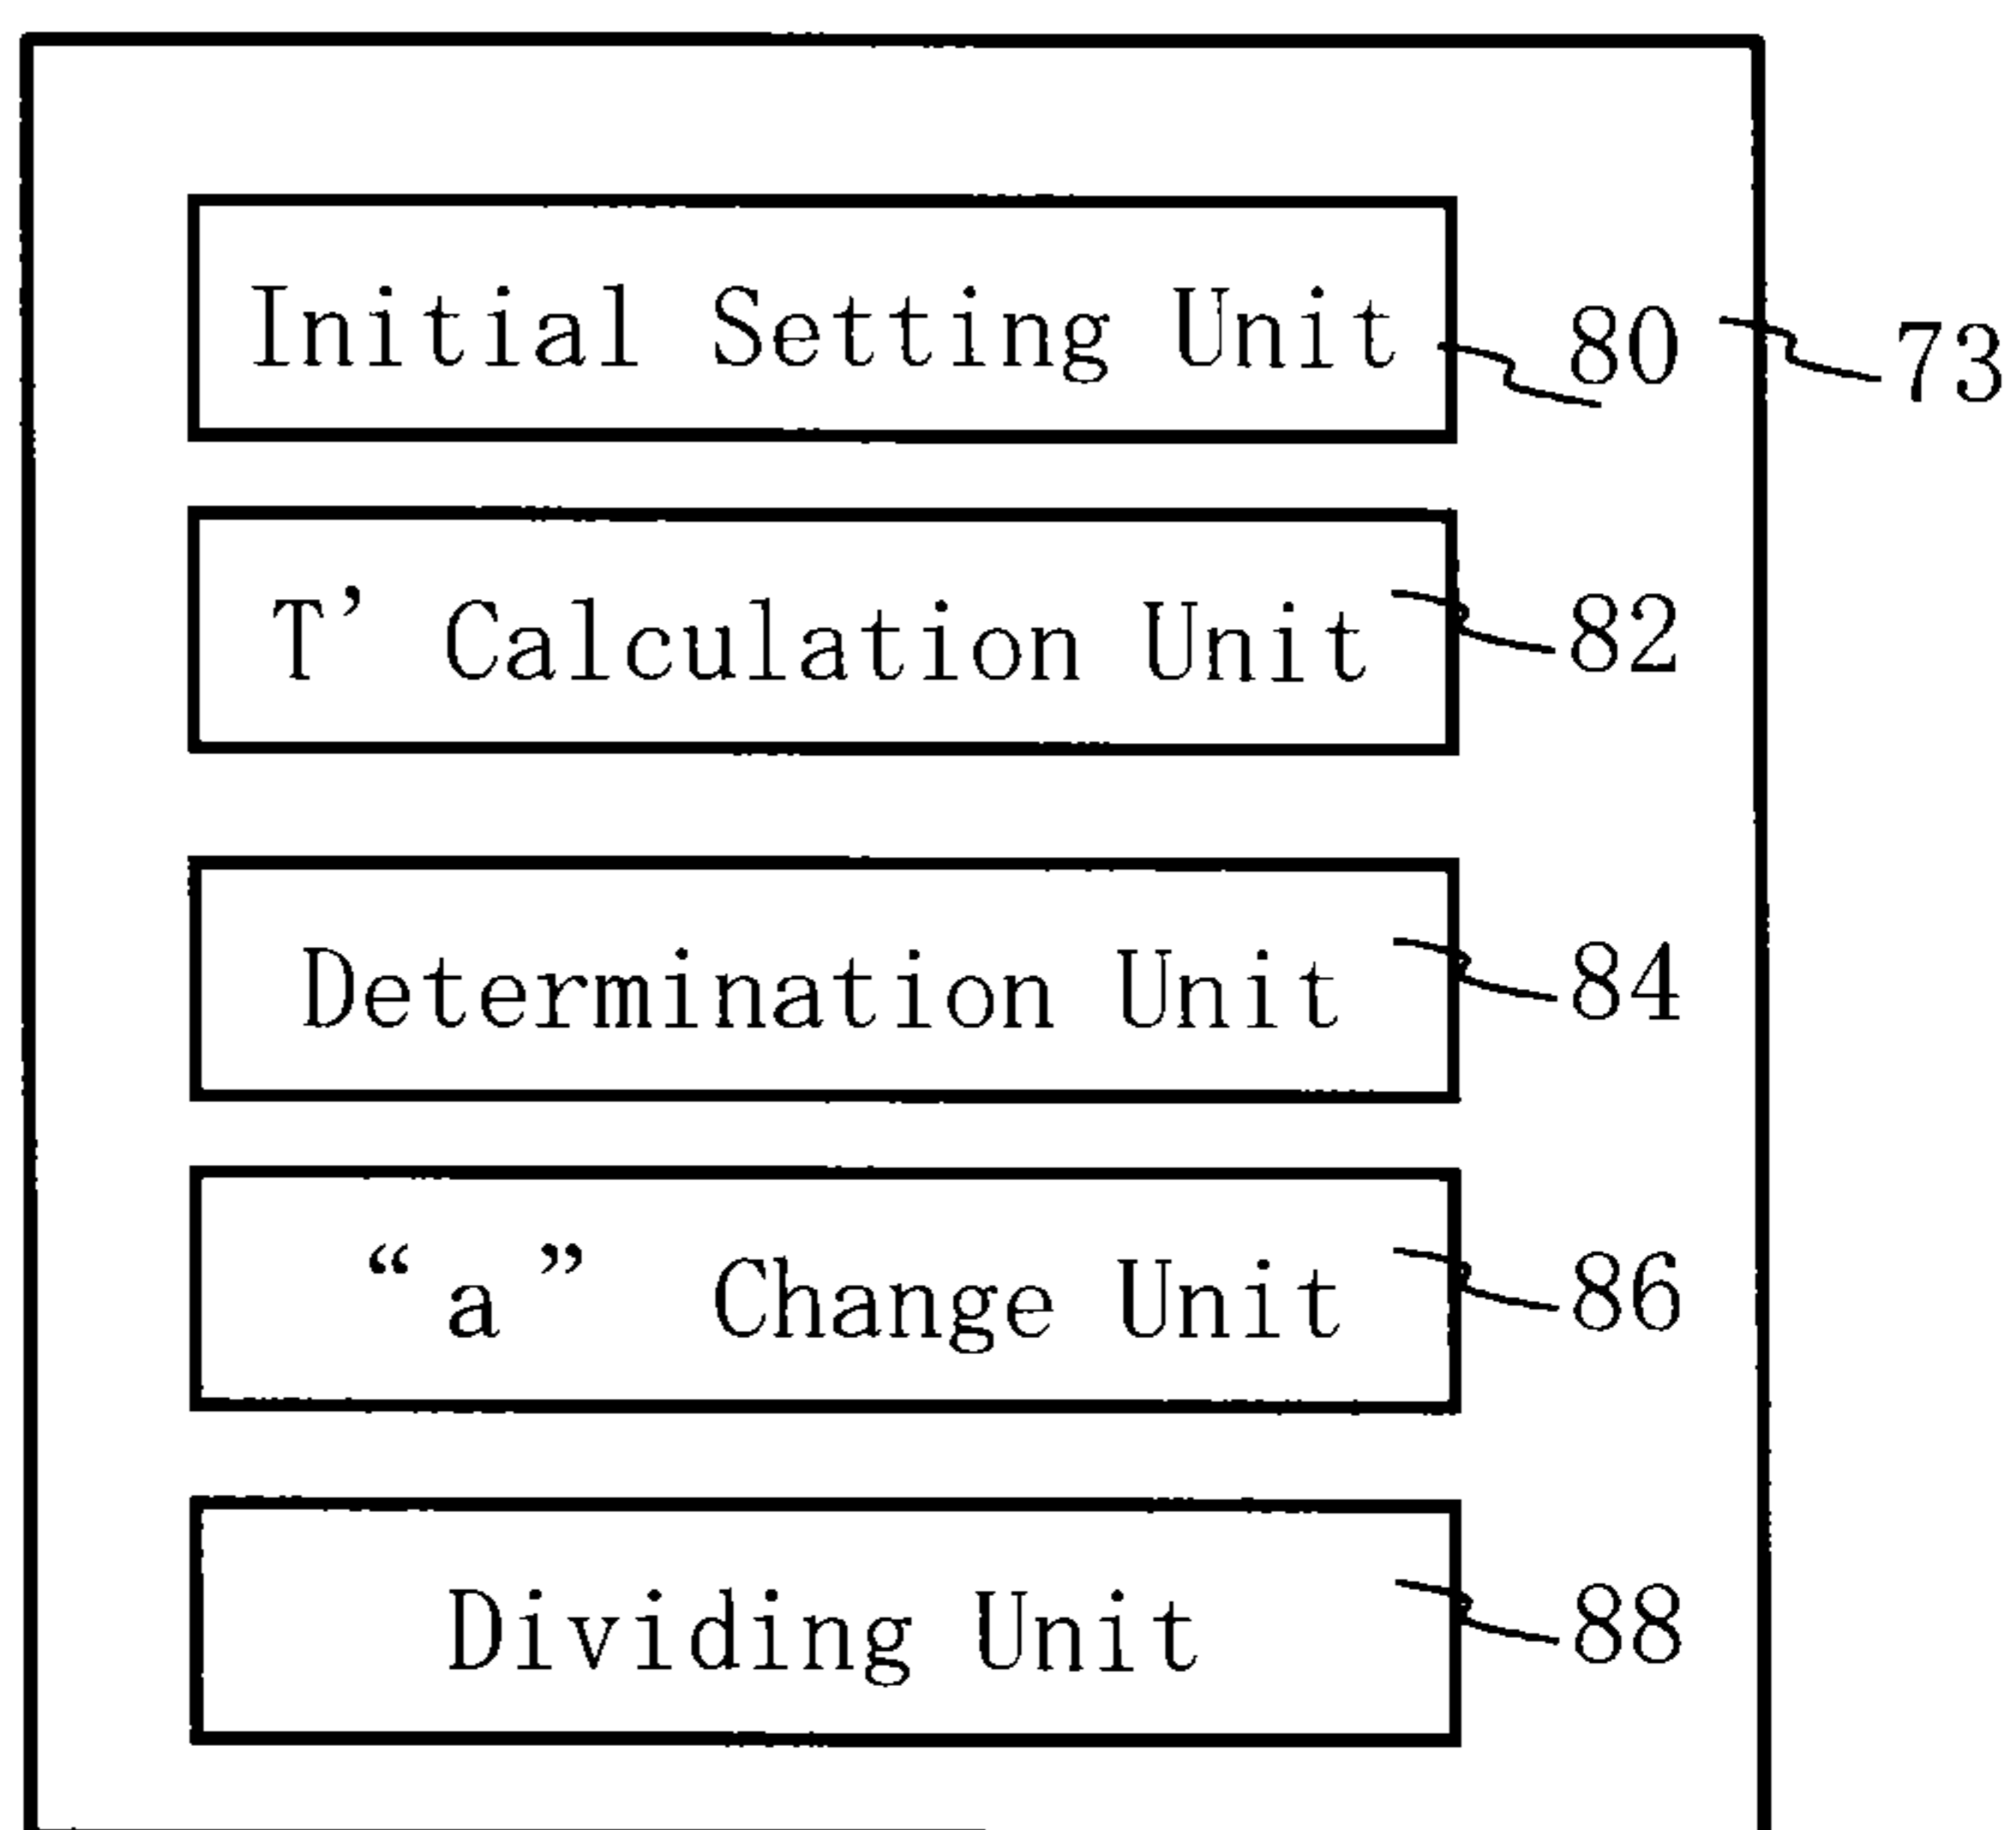 Initial Setting Unit 80
73
T' Calculation Unit 82
Determination Unit 84
“a” Change Unit 86
Dividing Unit 88